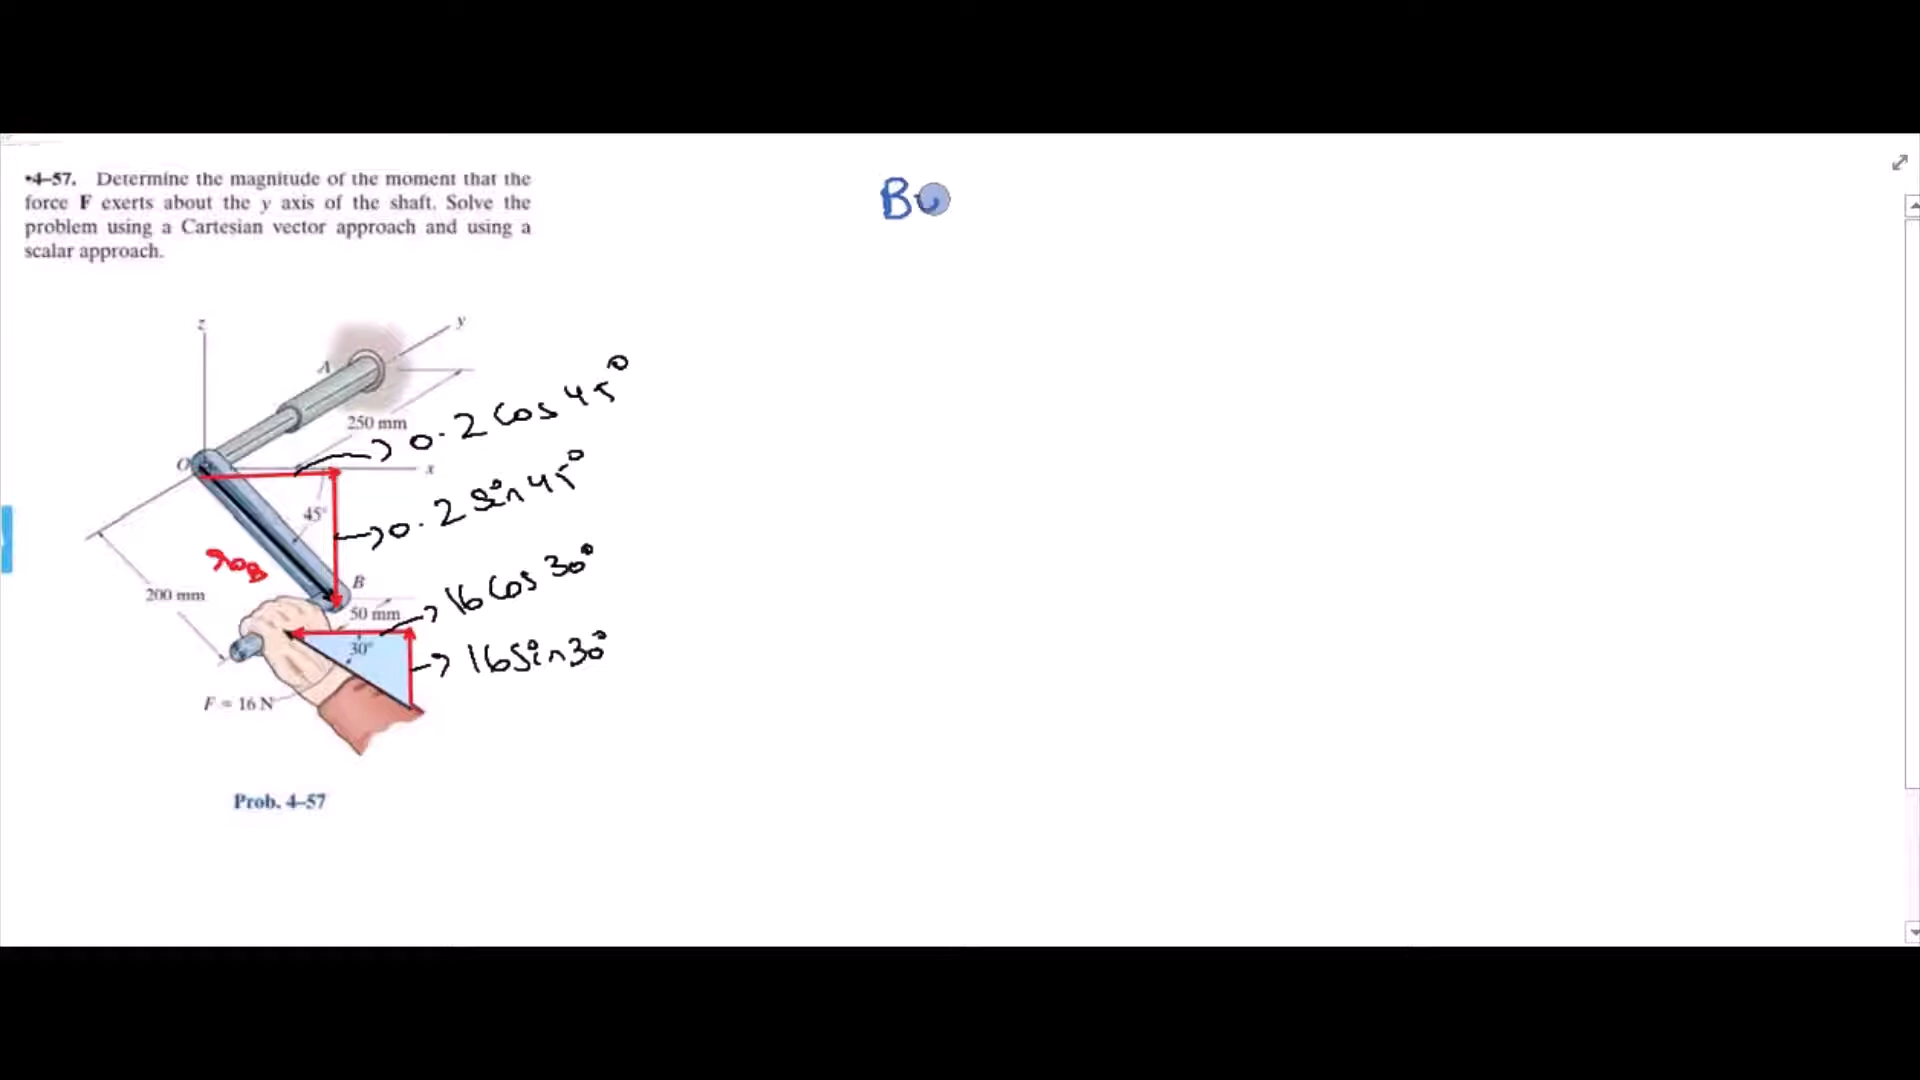 •4–57. Determine the magnitude of the moment that the
force F exerts about the y axis of the shaft. Solve the
problem using a Cartesian vector approach and using a
scalar approach.
z
y
A
250 mm
0.2 Cos 45°
O
x
0.2 sin 45°
45°
rOB
B
200 mm
50 mm
16 Cos 30°
30°
16 sin 30°
F = 16 N
Prob. 4–57